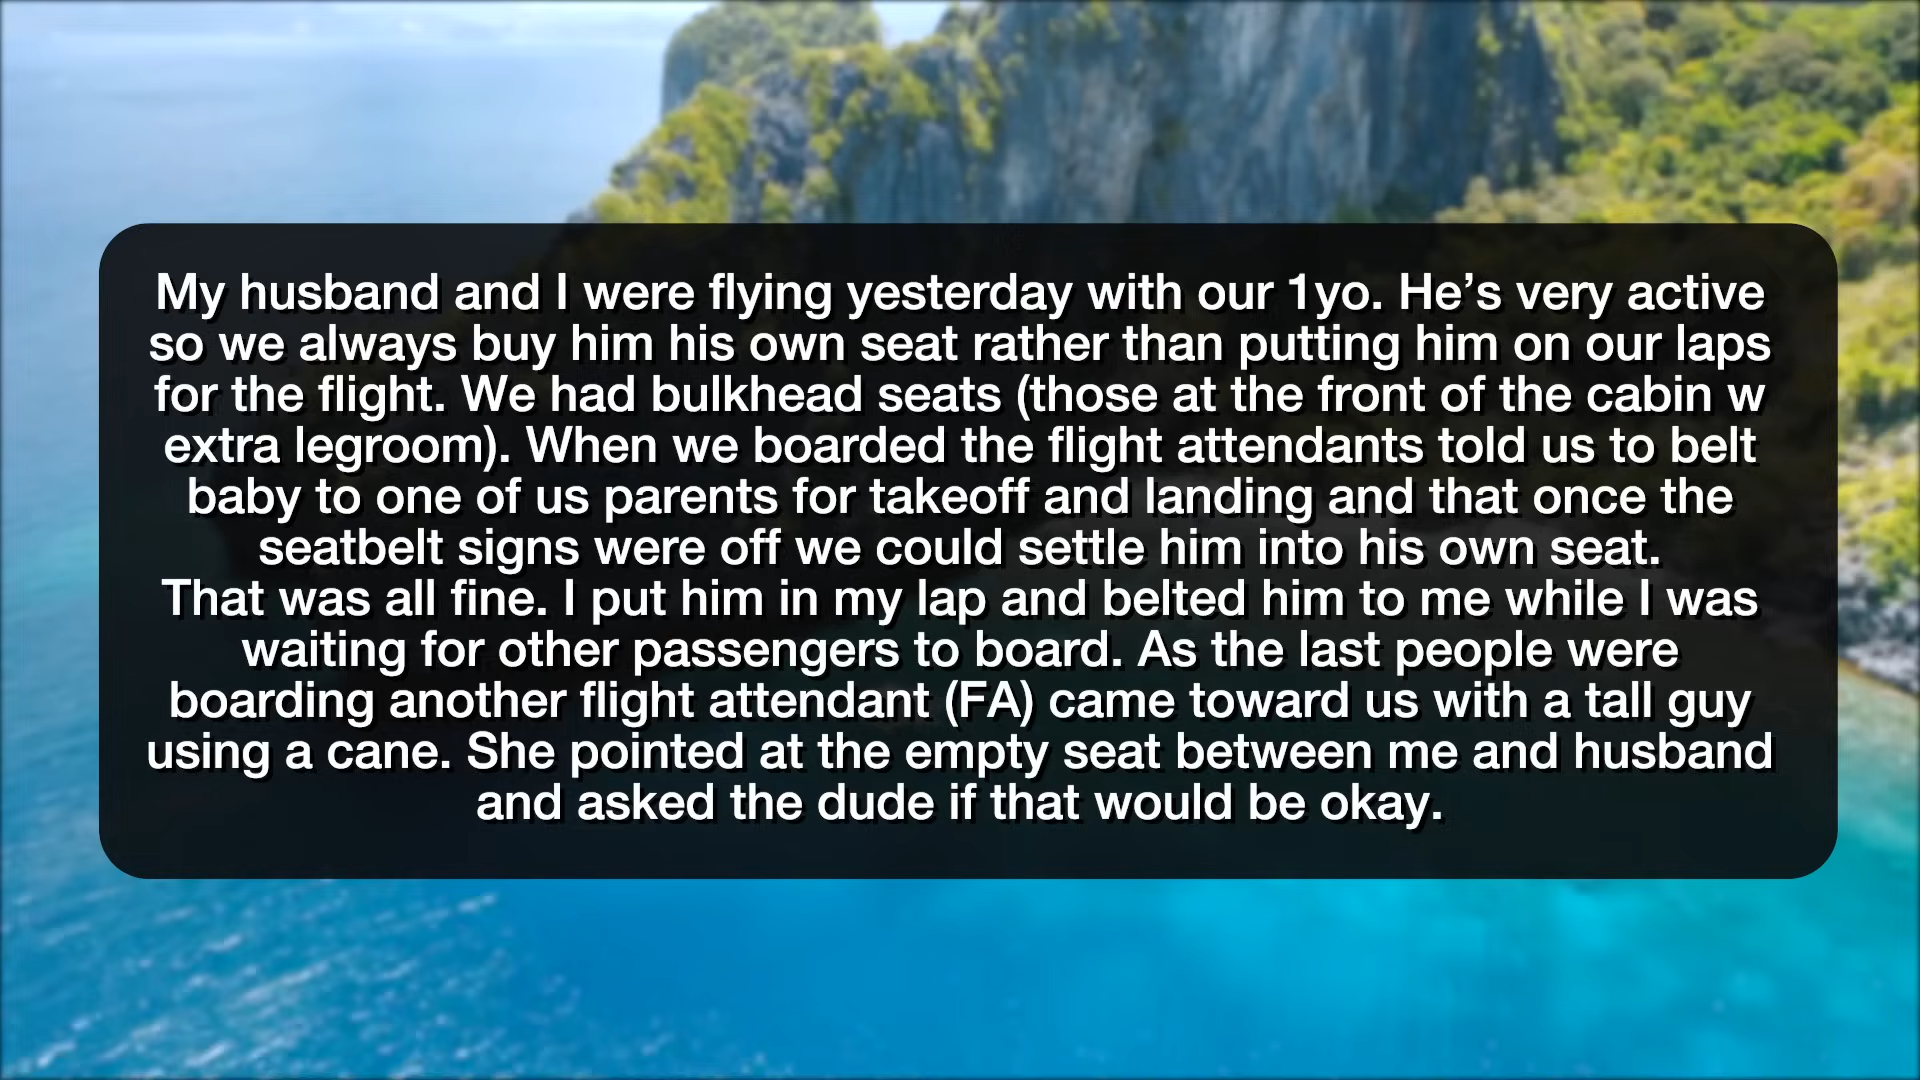 My husband and I were flying yesterday with our 1yo. He’s very active
so we always buy him his own seat rather than putting him on our laps
for the flight. We had bulkhead seats (those at the front of the cabin w
extra legroom). When we boarded the flight attendants told us to belt
baby to one of us parents for takeoff and landing and that once the
seatbelt signs were off we could settle him into his own seat.
That was all fine. I put him in my lap and belted him to me while I was
waiting for other passengers to board. As the last people were
boarding another flight attendant (FA) came toward us with a tall guy
using a cane. She pointed at the empty seat between me and husband
and asked the dude if that would be okay.